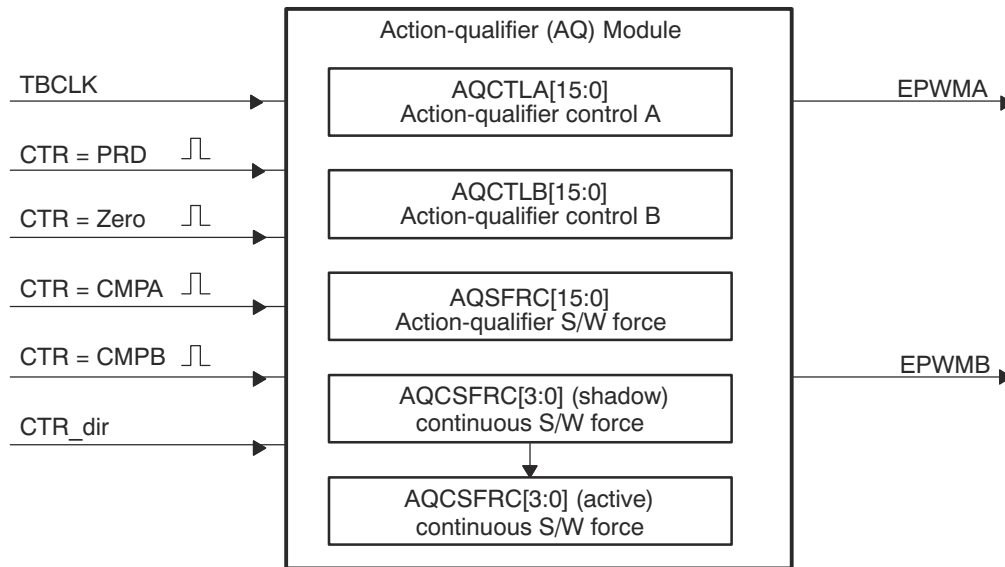 Action-qualifier (AQ) Module
TBCLK
CTR = PRD
CTR = Zero
CTR = CMPA
CTR = CMPB
CTR_dir
AQCTLA[15:0]
Action-qualifier control A
AQCTLB[15:0]
Action-qualifier control B
AQSFRC[15:0]
Action-qualifier S/W force
AQCSFRC[3:0] (shadow)
continuous S/W force
AQCSFRC[3:0] (active)
continuous S/W force
EPWMA
EPWMB